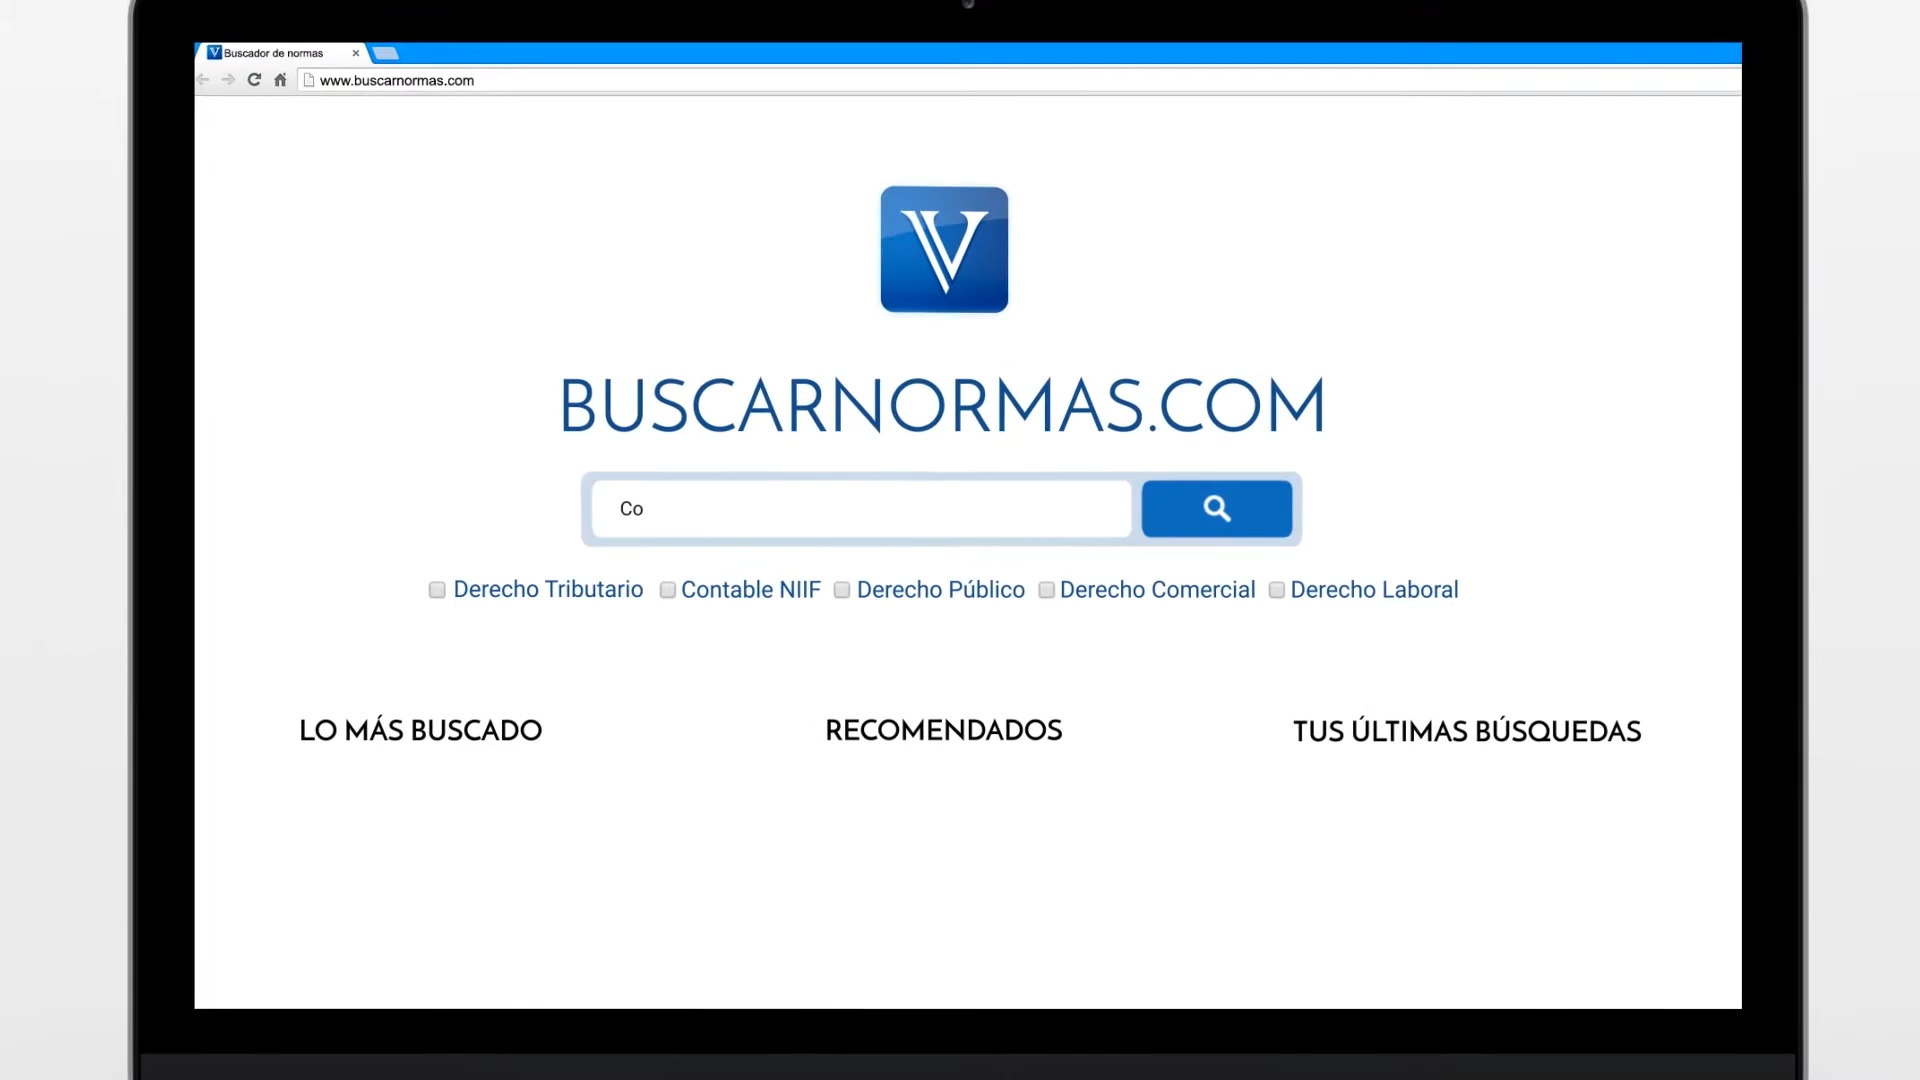 V Buscador de normas
www.buscarnormas.com
V
BUSCARNORMAS.COM
Co
Derecho Tributario Contable NIIF Derecho Público Derecho Comercial Derecho Laboral
LO MÁS BUSCADO RECOMENDADOS TUS ÚLTIMAS BÚSQUEDAS